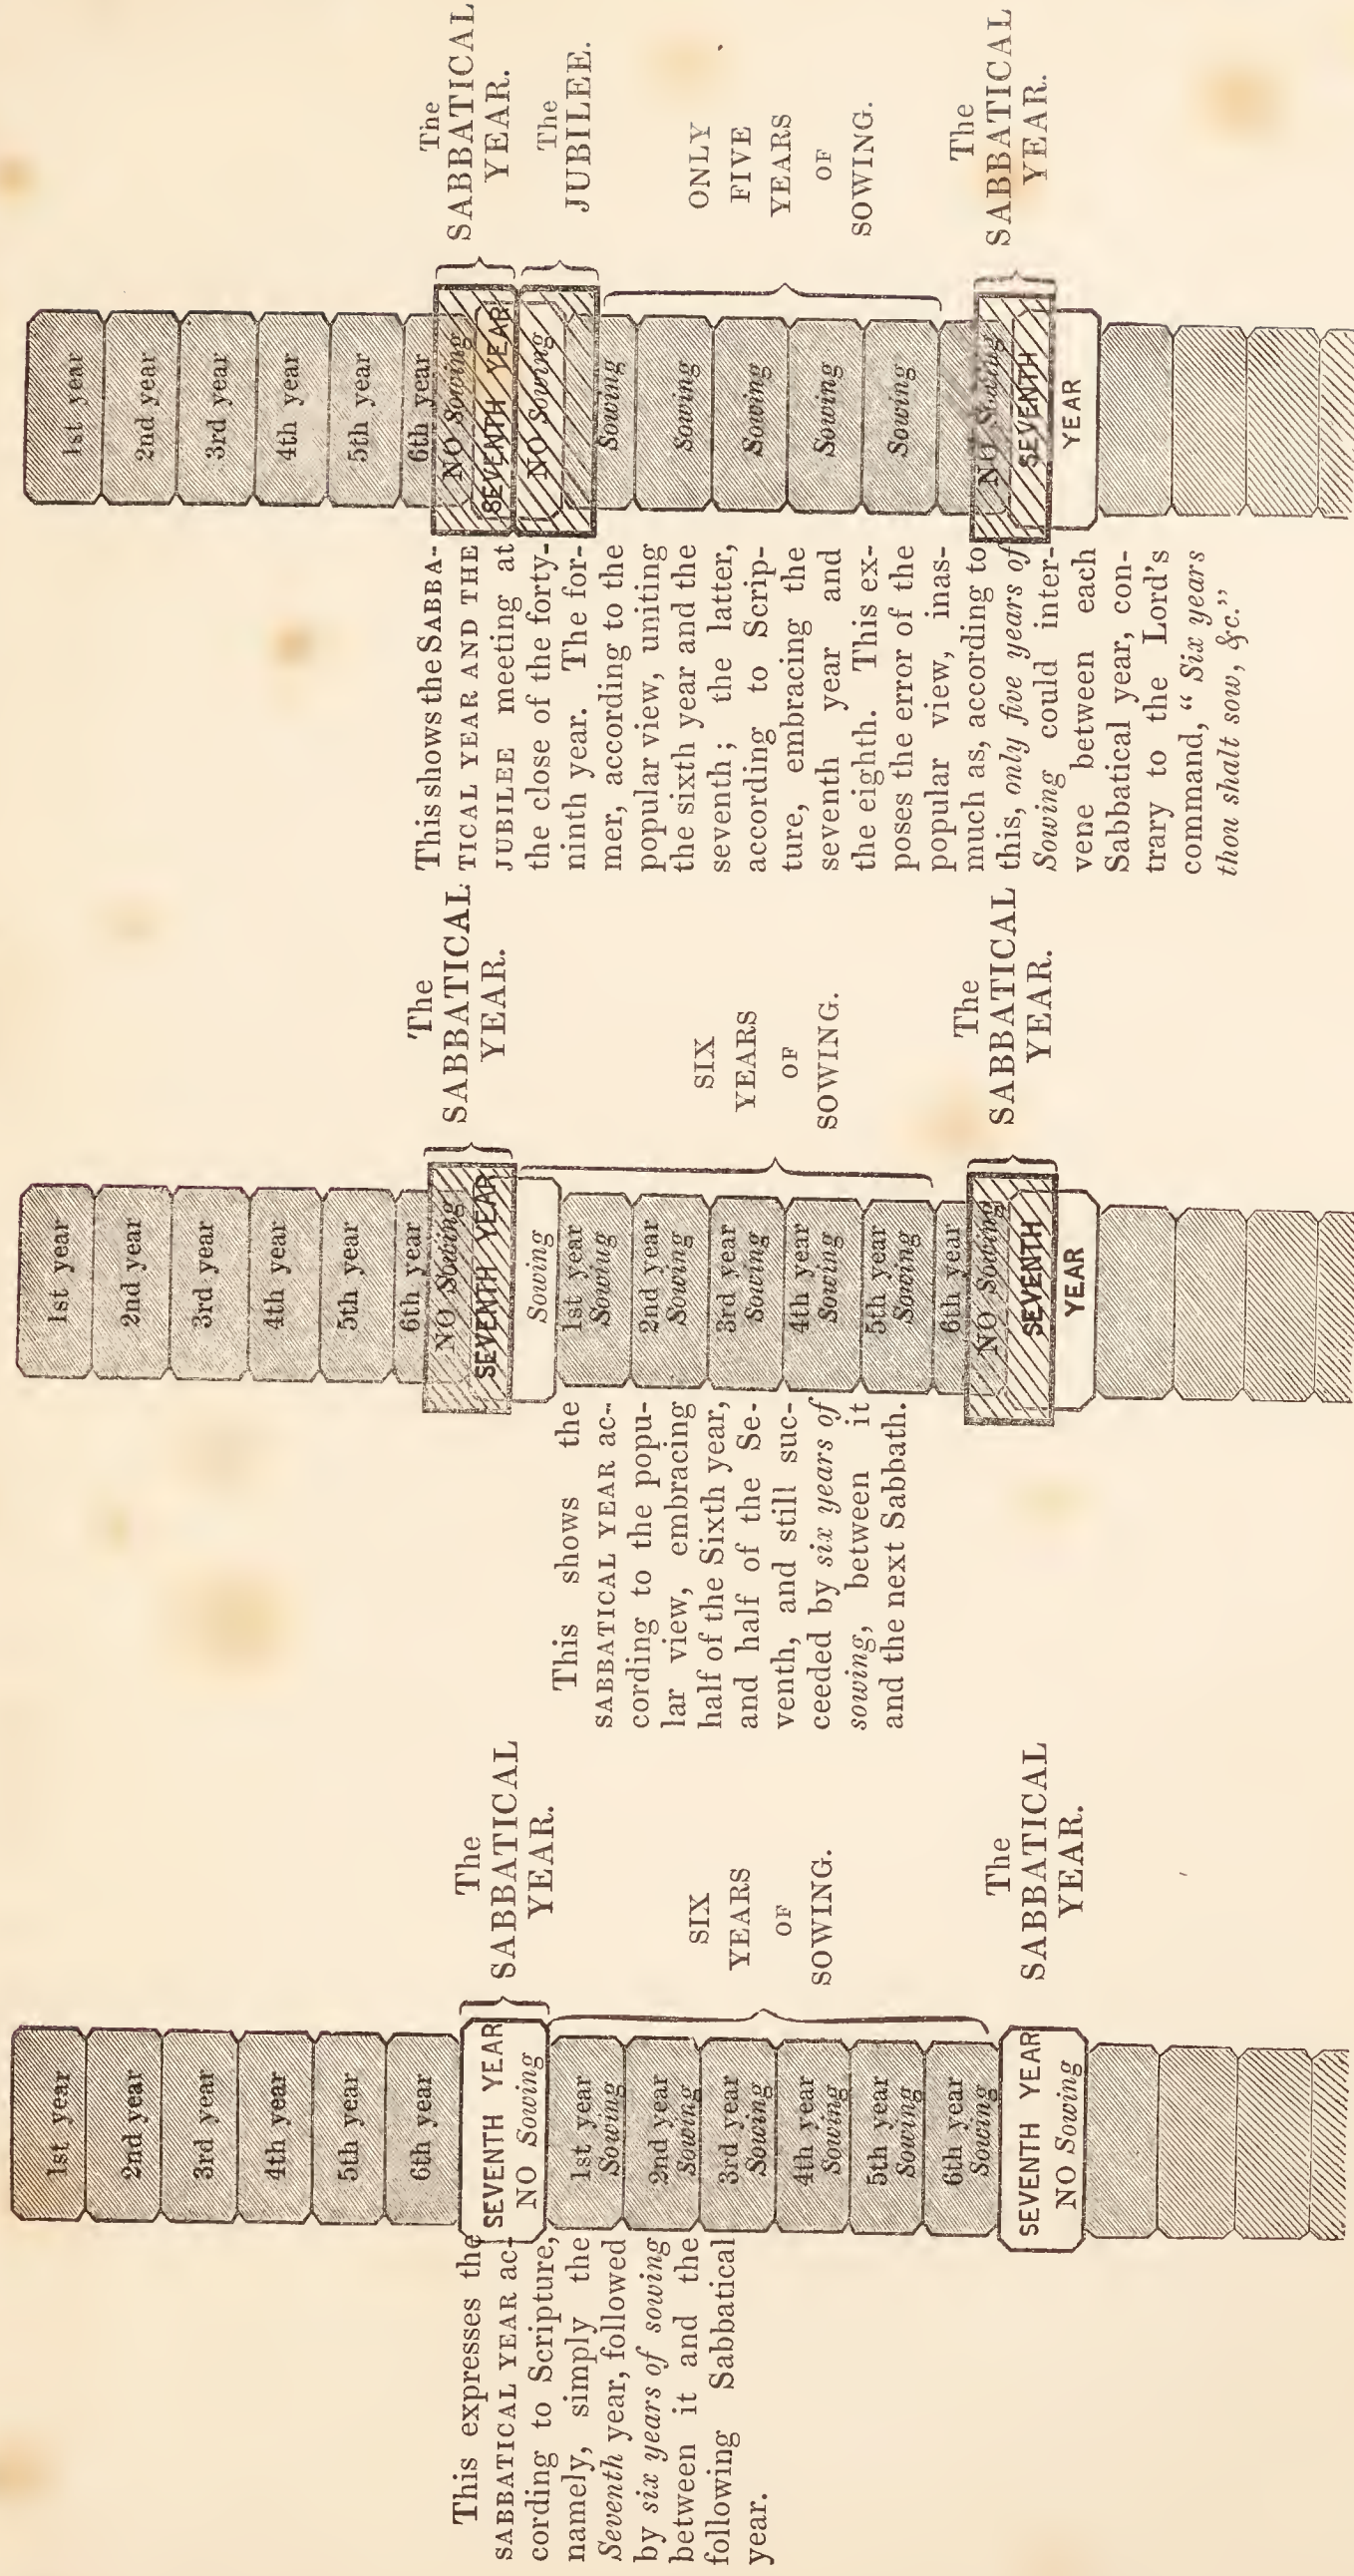 This expresses the
SABBATICAL YEAR ac-
cording to Scripture,
namely, simply the
Seventh year, followed
by six years of sowing
between it and the
following Sabbatical
year.
1st year
2nd year
3rd year
4th year
5th year
6th year
SEVENTH YEAR
NO Sowing
1st year
Sowing
2nd year
Sowing
3rd year
Sowing
4th year
Sowing
5th year
Sowing
6th year
Sowing
SEVENTH YEAR
NO Sowing
The
SABBATICAL
YEAR.
SIX
YEARS
OF
SOWING.
The
SABBATICAL
YEAR.
This shows the
SABBATICAL YEAR ac-
cording to the popu-
lar view, embracing
half of the Sixth year,
and half of the Se-
venth, and still suc-
ceeded by six years of
sowing, between it
and the next Sabbath.
1st year
2nd year
3rd year
4th year
5th year
6th year
NO Sowing
SEVENTH YEAR
Sowing
1st year
Sowiug
2nd year
Sowing
3rd year
Sowing
4th year
Sowing
5th year
Sowing
6th year
NO Sowing
SEVENTH
YEAR
The
SABBATICAL
YEAR.
SIX
YEARS
OF
SOWING.
The
SABBATICAL
YEAR.
This shows the SABBA-
TICAL YEAR AND THE
JUBILEE meeting at
the close of the forty-
ninth year. The for-
mer, according to the
popular view, uniting
the sixth year and the
seventh; the latter,
according to Scrip-
ture, embracing the
seventh year and
the eighth. This ex-
poses the error of the
popular view, inas-
much as, according to
this, only five years of
Sowing could inter-
vene between each
Sabbatical year, con-
trary to the Lord's
command, “Six years
thou shalt sow, &c.”
1st year
2nd year
3rd year
4th year
5th year
6th year
NO Sowing
SEVENTH YEAR
NO Sowing
Sowing
Sowing
Sowing
Sowing
Sowing
NO Sowing
SEVENTH
YEAR
The
SABBATICAL
YEAR.
The
JUBILEE.
ONLY
FIVE
YEARS
OF
SOWING.
The
SABBATICAL
YEAR.